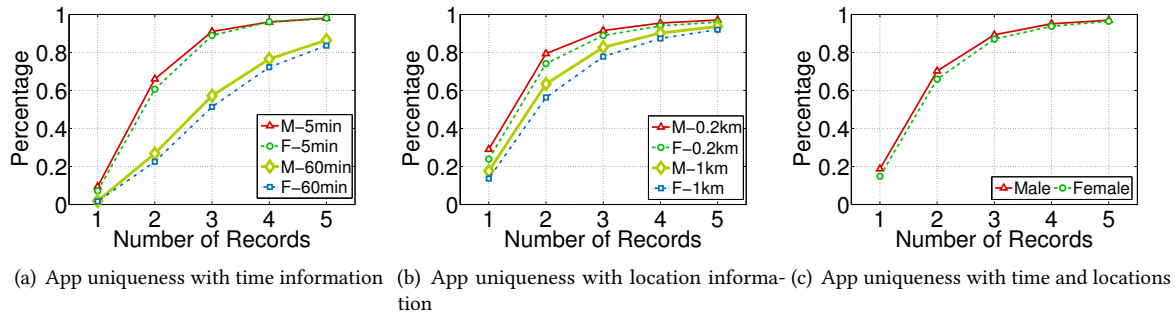 1
0.8
0.6
0.4
0.2
0
Percentage
1 2 3 4 5
Number of Records
M−5min
F−5min
M−60min
F−60min
(a) App uniqueness with time information
1
0.8
0.6
0.4
0.2
0
Percentage
1 2 3 4 5
Number of Records
M−0.2km
F−0.2km
M−1km
F−1km
(b) App uniqueness with location informa-
tion
1
0.8
0.6
0.4
0.2
0
Percentage
1 2 3 4 5
Number of Records
Male Female
(c) App uniqueness with time and locations